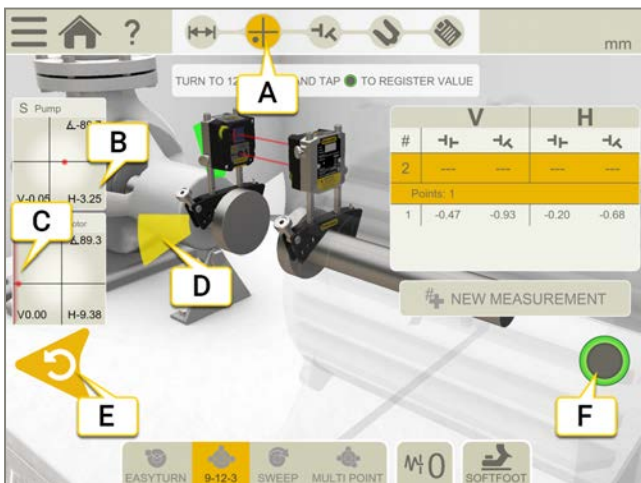 ?
mm
TURN TO 12 AND TAP TO REGISTER VALUE
A
S Pump
B
V-0.05 H-3.25
C
89.3
V0.00 H-9.38
D
V H
#
2 --- --- --- ---
Points: 1
1 -0.47 -0.93 -0.20 -0.68
# NEW MEASUREMENT
E
F
EASYTURN 9-12-3 SWEEP MULTI POINT 0 SOFTFOOT